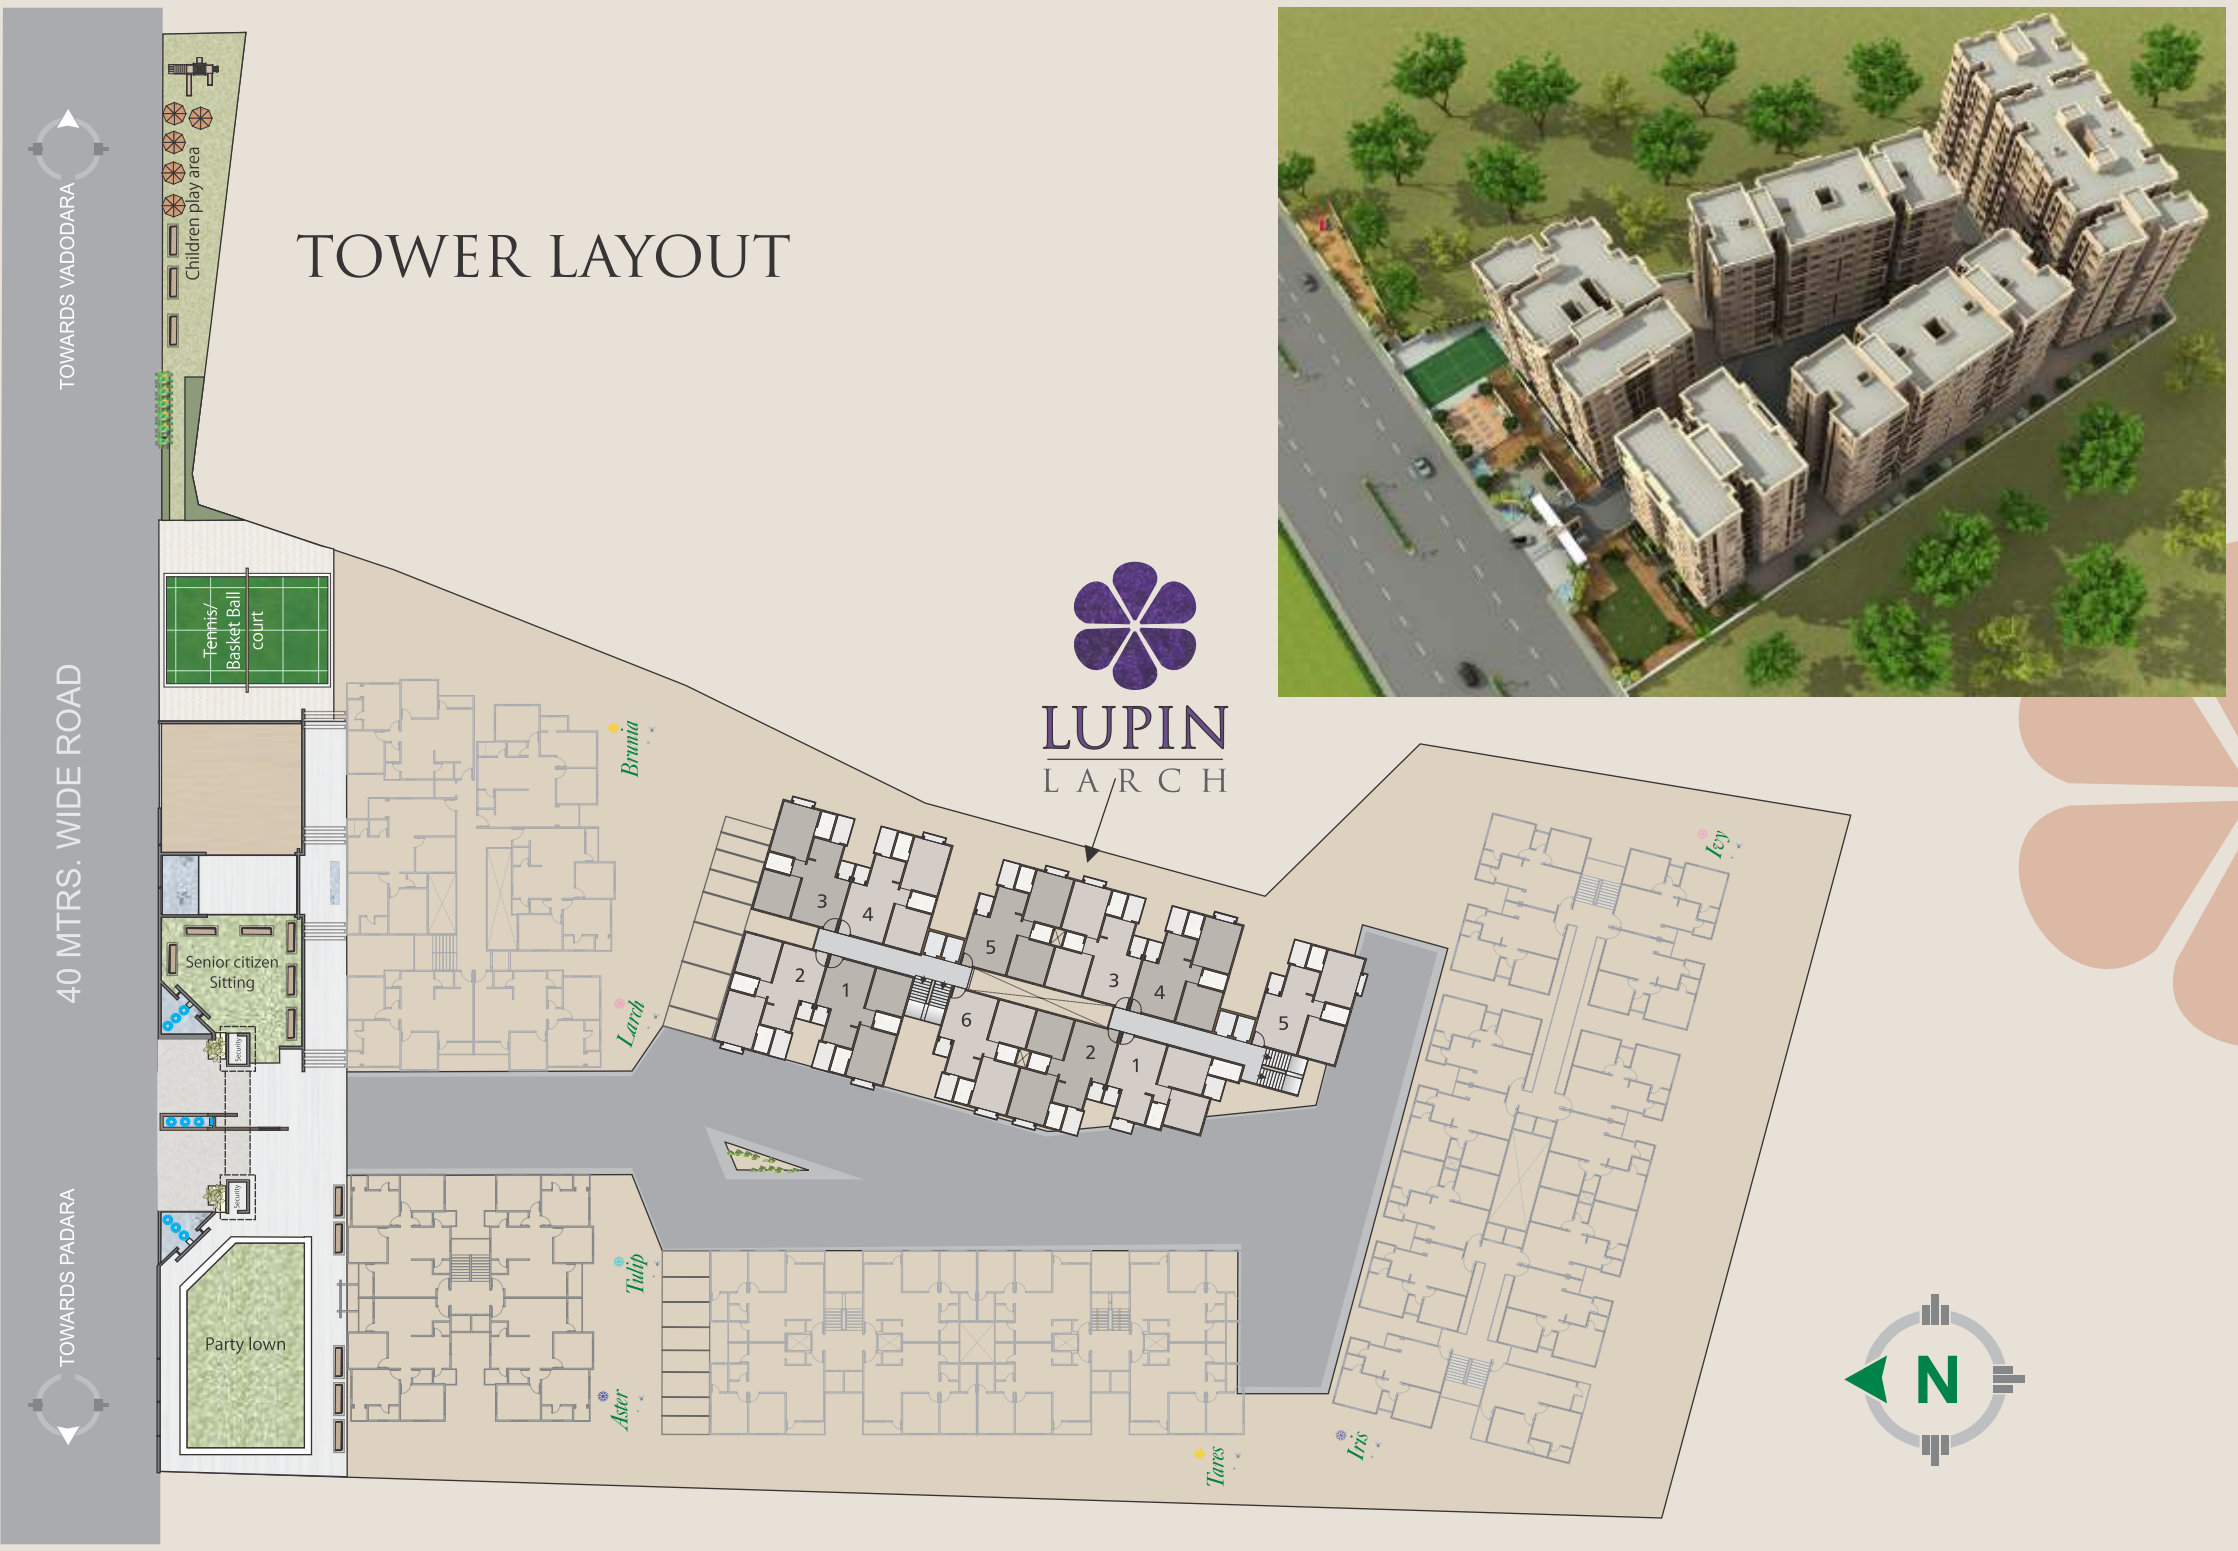 TOWER LAYOUT
TOWARDS VADODARA
40 MTRS. WIDE ROAD
TOWARDS PADARA
Children play area
Tennis/
Basket Ball
court
Senior citizen
Sitting
Security
Security
Party lown
LUPIN
LARCH
Brunia
Larch
Tulip
Aster
Tares
Iris
Ivy
3
4
2
1
5
3
4
6
2
1
5
N